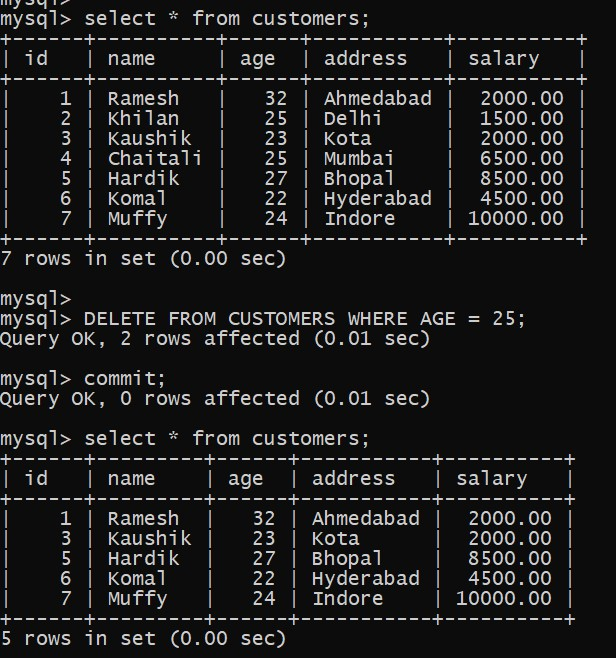 mysql> select * from customers;
+------+----------+------+-----------+----------+
| id   | name     | age  | address   | salary   |
+------+----------+------+-----------+----------+
|    1 | Ramesh   |   32 | Ahmedabad |  2000.00 |
|    2 | Khilan   |   25 | Delhi     |  1500.00 |
|    3 | Kaushik  |   23 | Kota      |  2000.00 |
|    4 | Chaitali |   25 | Mumbai    |  6500.00 |
|    5 | Hardik   |   27 | Bhopal    |  8500.00 |
|    6 | Komal    |   22 | Hyderabad |  4500.00 |
|    7 | Muffy    |   24 | Indore    | 10000.00 |
+------+----------+------+-----------+----------+
7 rows in set (0.00 sec)
mysql>
mysql> DELETE FROM CUSTOMERS WHERE AGE = 25;
Query OK, 2 rows affected (0.01 sec)
mysql> commit;
Query OK, 0 rows affected (0.01 sec)
mysql> select * from customers;
+------+---------+------+-----------+----------+
| id   | name    | age  | address   | salary   |
+------+---------+------+-----------+----------+
|    1 | Ramesh  |   32 | Ahmedabad |  2000.00 |
|    3 | Kaushik |   23 | Kota      |  2000.00 |
|    5 | Hardik  |   27 | Bhopal    |  8500.00 |
|    6 | Komal   |   22 | Hyderabad |  4500.00 |
|    7 | Muffy   |   24 | Indore    | 10000.00 |
+------+---------+------+-----------+----------+
5 rows in set (0.00 sec)